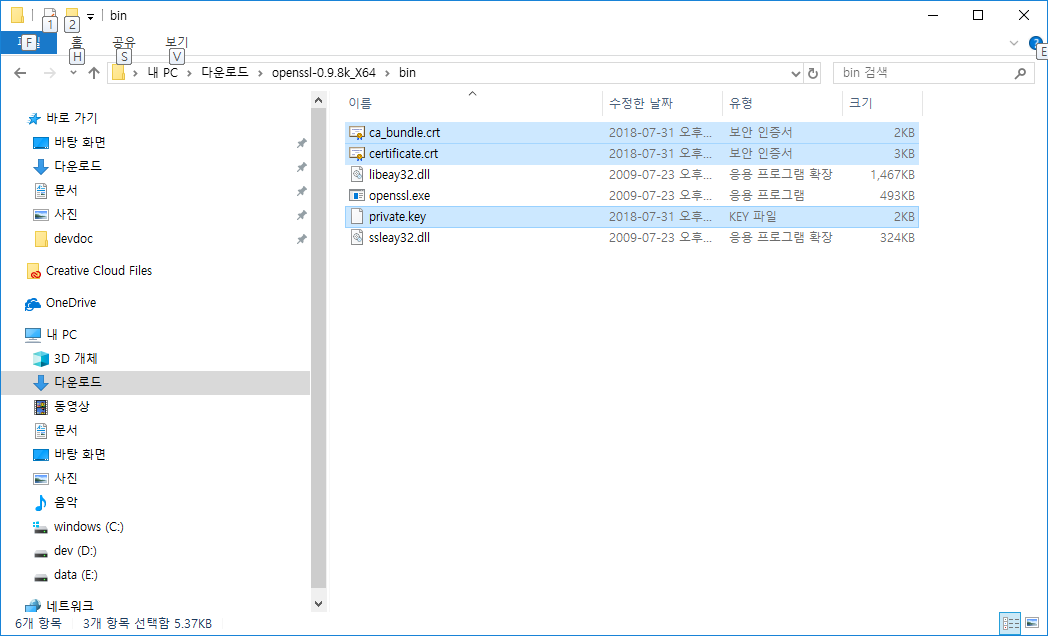 bin
1 2
파일 홈 공유 보기
F H S V E
내 PC 다운로드 openssl-0.9.8k_X64 bin
bin 검색
이름 수정한 날짜 유형 크기
ca_bundle.crt 2018-07-31 오후... 보안 인증서 2KB
certificate.crt 2018-07-31 오후... 보안 인증서 3KB
libeay32.dll 2009-07-23 오후... 응용 프로그램 확장 1,467KB
openssl.exe 2009-07-23 오후... 응용 프로그램 493KB
private.key 2018-07-31 오후... KEY 파일 2KB
ssleay32.dll 2009-07-23 오후... 응용 프로그램 확장 324KB
바로 가기
바탕 화면
다운로드
문서
사진
devdoc
Creative Cloud Files
OneDrive
내 PC
3D 개체
다운로드
동영상
문서
바탕 화면
사진
음악
windows (C:)
dev (D:)
data (E:)
네트워크
6개 항목 3개 항목 선택함 5.37KB